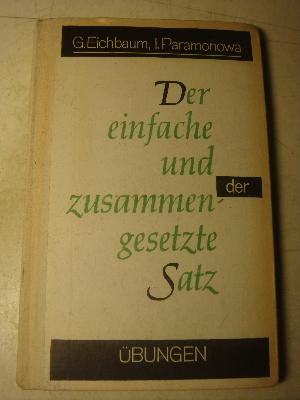 G.Eichbaum, I.Paramonowa
Der
einfache
und
der
zusammen-
gesetzte
Satz
ÜBUNGEN